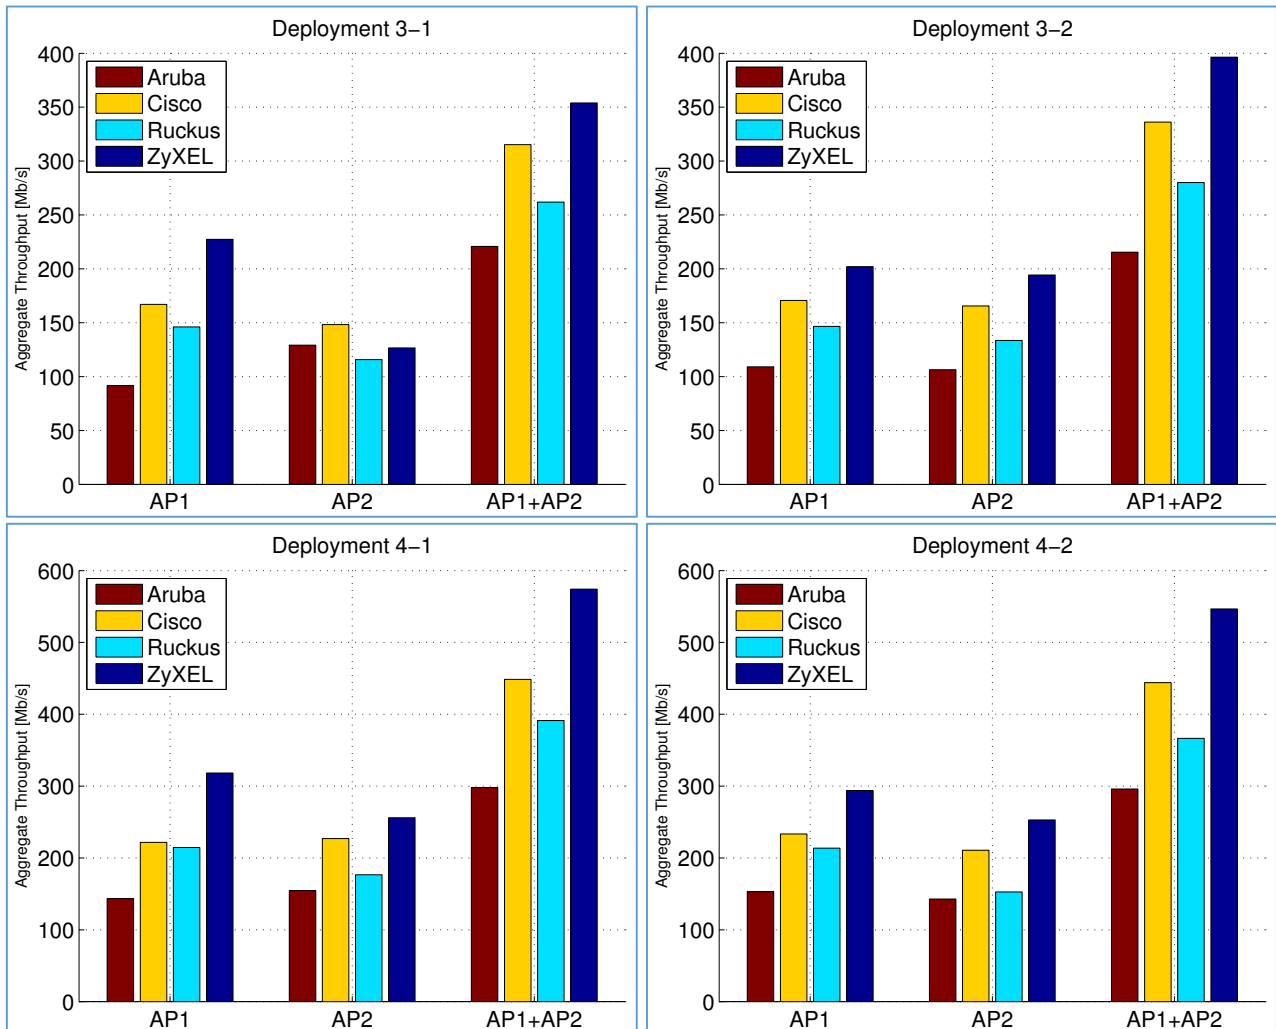 Deployment 3−1
Aggregate Throughput [Mb/s]
400
350
300
250
200
150
100
50
0
Aruba
Cisco
Ruckus
ZyXEL
AP1 AP2 AP1+AP2
Deployment 3−2
Aggregate Throughput [Mb/s]
400
350
300
250
200
150
100
50
0
Aruba
Cisco
Ruckus
ZyXEL
AP1 AP2 AP1+AP2
Deployment 4−1
Aggregate Throughput [Mb/s]
600
500
400
300
200
100
0
Aruba
Cisco
Ruckus
ZyXEL
AP1 AP2 AP1+AP2
Deployment 4−2
Aggregate Throughput [Mb/s]
600
500
400
300
200
100
0
Aruba
Cisco
Ruckus
ZyXEL
AP1 AP2 AP1+AP2